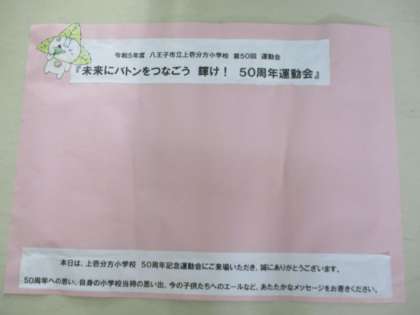 令和5年度 八王子市立上壱分方小学校 第50回 運動会
『未来にバトンをつなごう 輝け! 50周年運動会』
本日は、上壱分方小学校 50周年記念運動会にご来場いただき、誠にありがとうございます。
50周年への思い、自身の小学校当時の思い出、今の子供たちへのエールなど、あたたかなメッセージをお書きください。